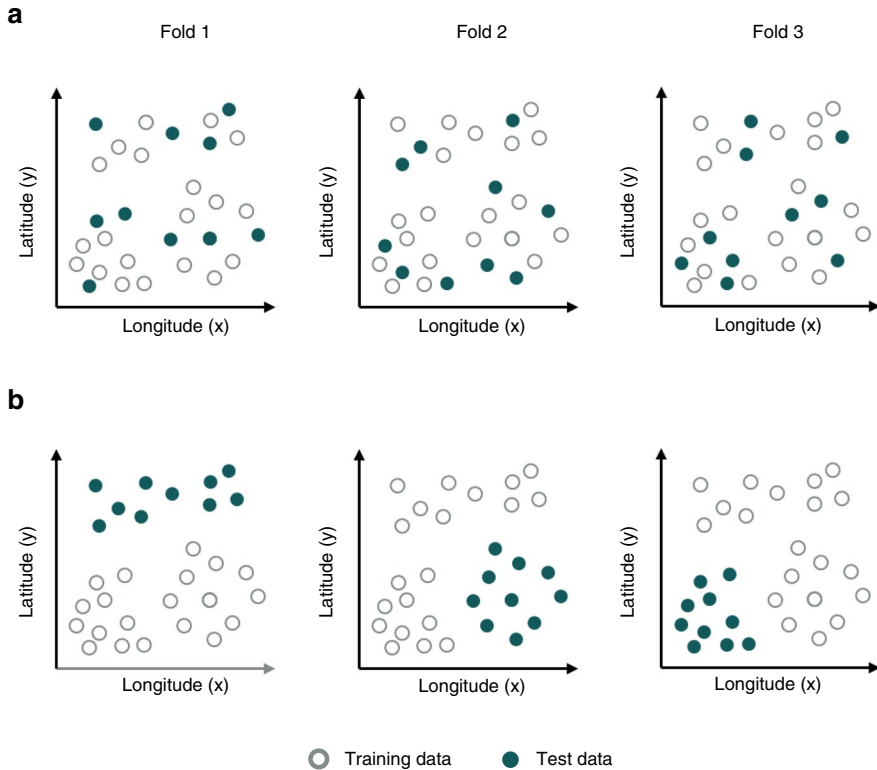 a
Fold 1
Fold 2
Fold 3
Latitude (y)
Latitude (y)
Latitude (y)
Longitude (x)
Longitude (x)
Longitude (x)
b
Latitude (y)
Latitude (y)
Latitude (y)
Longitude (x)
Longitude (x)
Longitude (x)
Training data
Test data